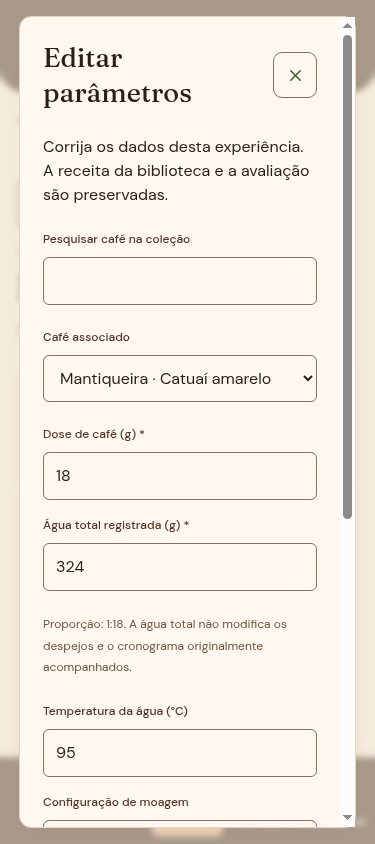 Editar
parâmetros
Corrija os dados desta experiência.
A receita da biblioteca e a avaliação
são preservadas.
Pesquisar café na coleção
Café associado
Mantiqueira · Catuaí amarelo
Dose de café (g) *
18
Água total registrada (g) *
324
Proporção: 1:18. A água total não modifica os
despejos e o cronograma originalmente
acompanhados.
Temperatura da água (°C)
95
Configuração de moagem